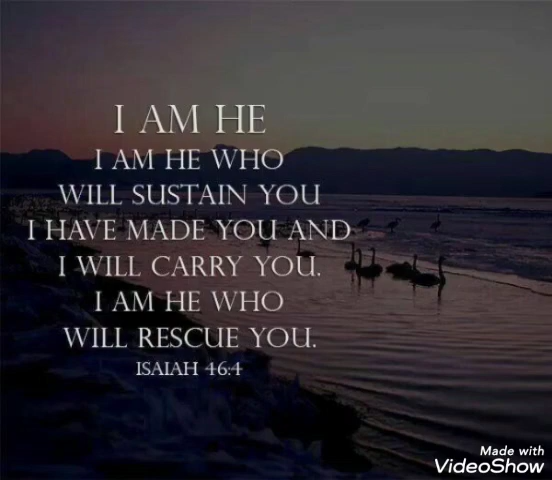 I AM HE
I AM HE WHO
WILL SUSTAIN YOU
I HAVE MADE YOU AND
I WILL CARRY YOU.
I AM HE WHO
WILL RESCUE YOU.
ISAIAH 46:4
Made with
VideoShow